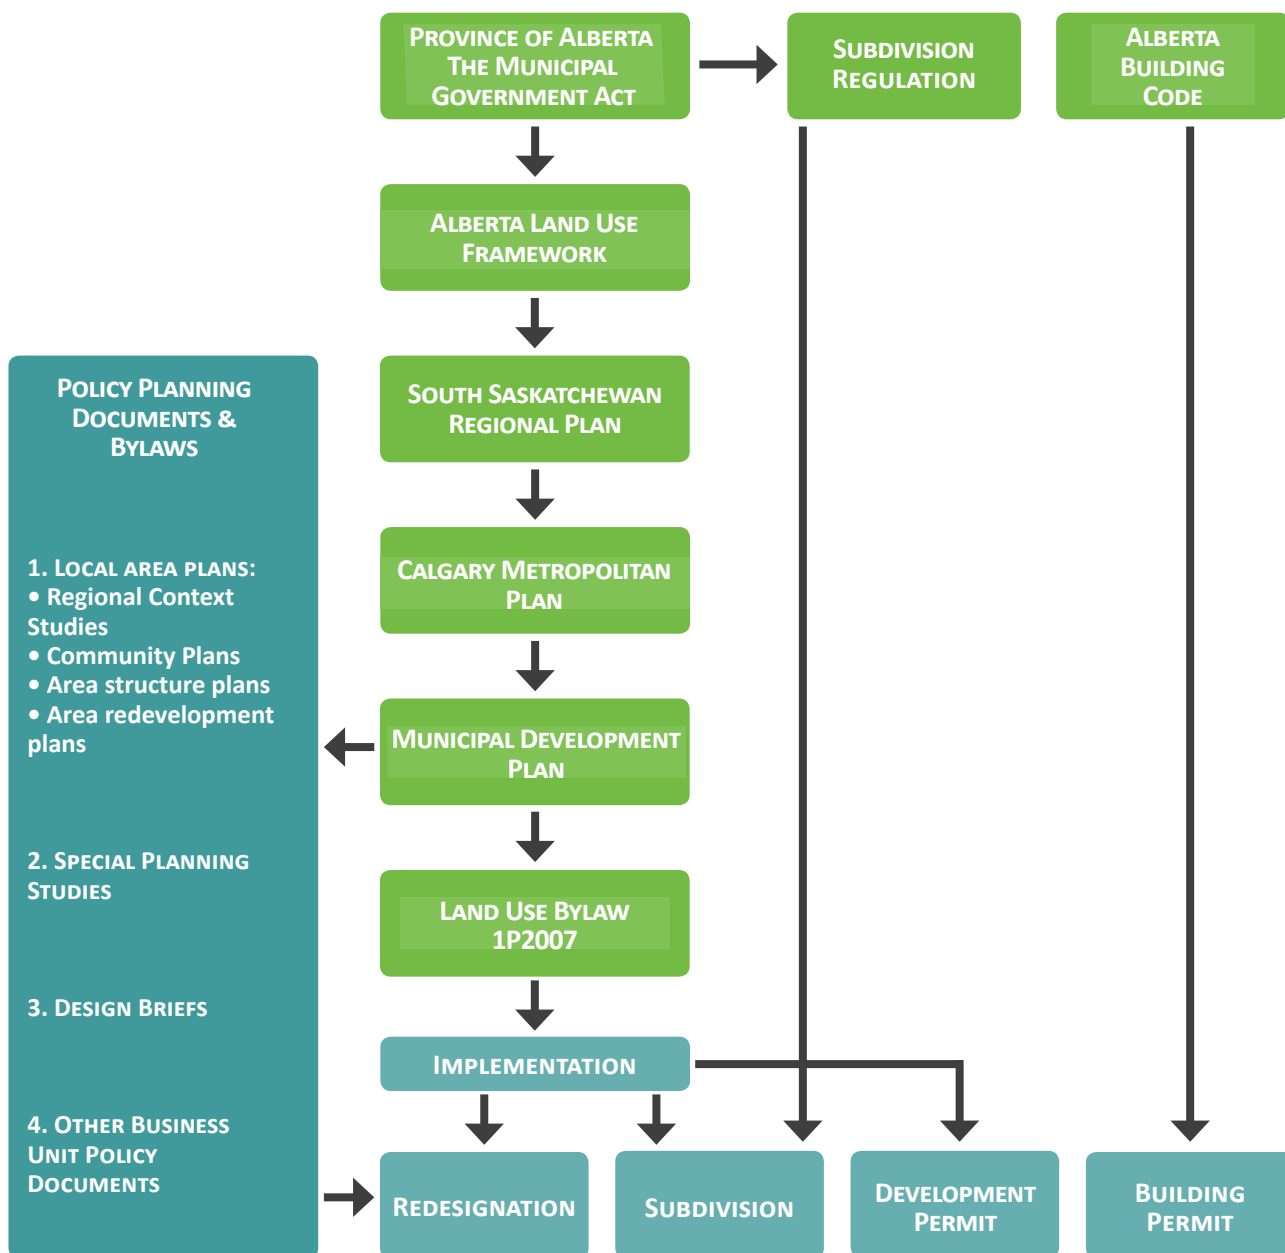 PROVINCE OF ALBERTA
THE MUNICIPAL
GOVERNMENT ACT
SUBDIVISION
REGULATION
ALBERTA
BUILDING
CODE
ALBERTA LAND USE
FRAMEWORK
SOUTH SASKATCHEWAN
REGIONAL PLAN
CALGARY METROPOLITAN
PLAN
MUNICIPAL DEVELOPMENT
PLAN
LAND USE BYLAW
1P2007
POLICY PLANNING
DOCUMENTS &
BYLAWS
1. LOCAL AREA PLANS:
• Regional Context
Studies
• Community Plans
• Area structure plans
• Area redevelopment
plans
2. SPECIAL PLANNING
STUDIES
3. DESIGN BRIEFS
4. OTHER BUSINESS
UNIT POLICY
DOCUMENTS
IMPLEMENTATION
REDESIGNATION
SUBDIVISION
DEVELOPMENT
PERMIT
BUILDING
PERMIT